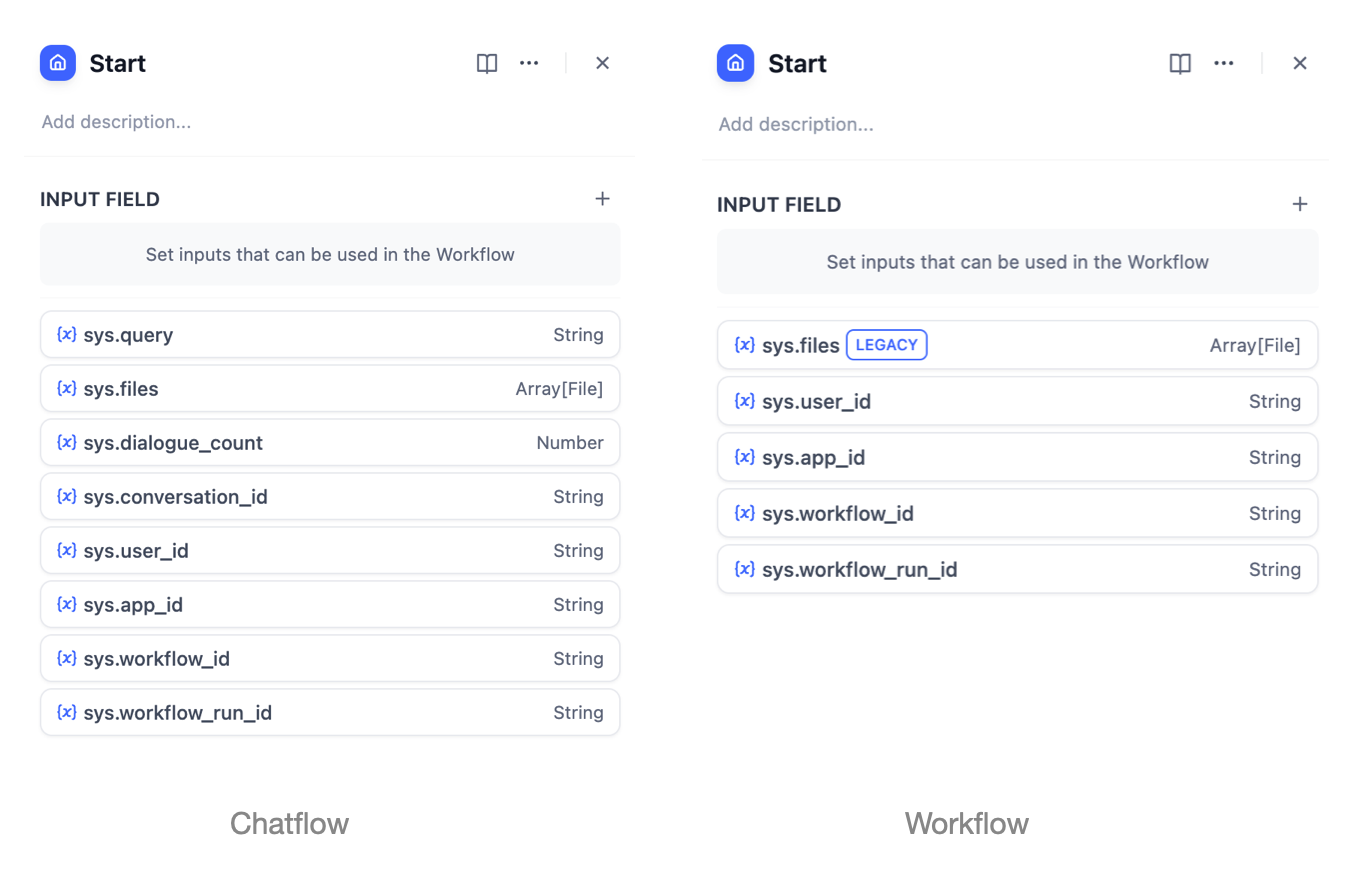 Start
Add description...
INPUT FIELD
Set inputs that can be used in the Workflow
{x} sys.query String
{x} sys.files Array[File]
{x} sys.dialogue_count Number
{x} sys.conversation_id String
{x} sys.user_id String
{x} sys.app_id String
{x} sys.workflow_id String
{x} sys.workflow_run_id String
Chatflow
Start
Add description...
INPUT FIELD
Set inputs that can be used in the Workflow
{x} sys.files LEGACY Array[File]
{x} sys.user_id String
{x} sys.app_id String
{x} sys.workflow_id String
{x} sys.workflow_run_id String
Workflow